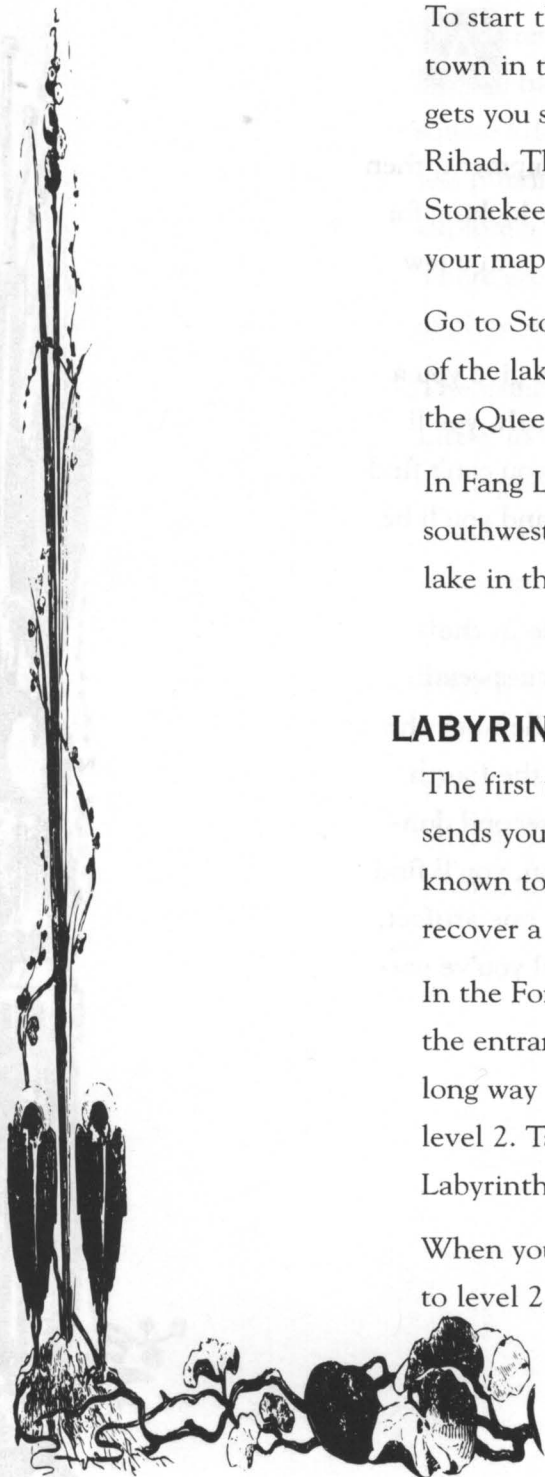 To start th
town in t
gets you s
Rihad. Th
Stonekee
your map
Go to Sto
of the lak
the Quee
In Fang L
southwest
lake in th
LABYRIN
The first
sends you
known to
recover a
In the For
the entran
long way
level 2. T
Labyrinth
When you
to level 2